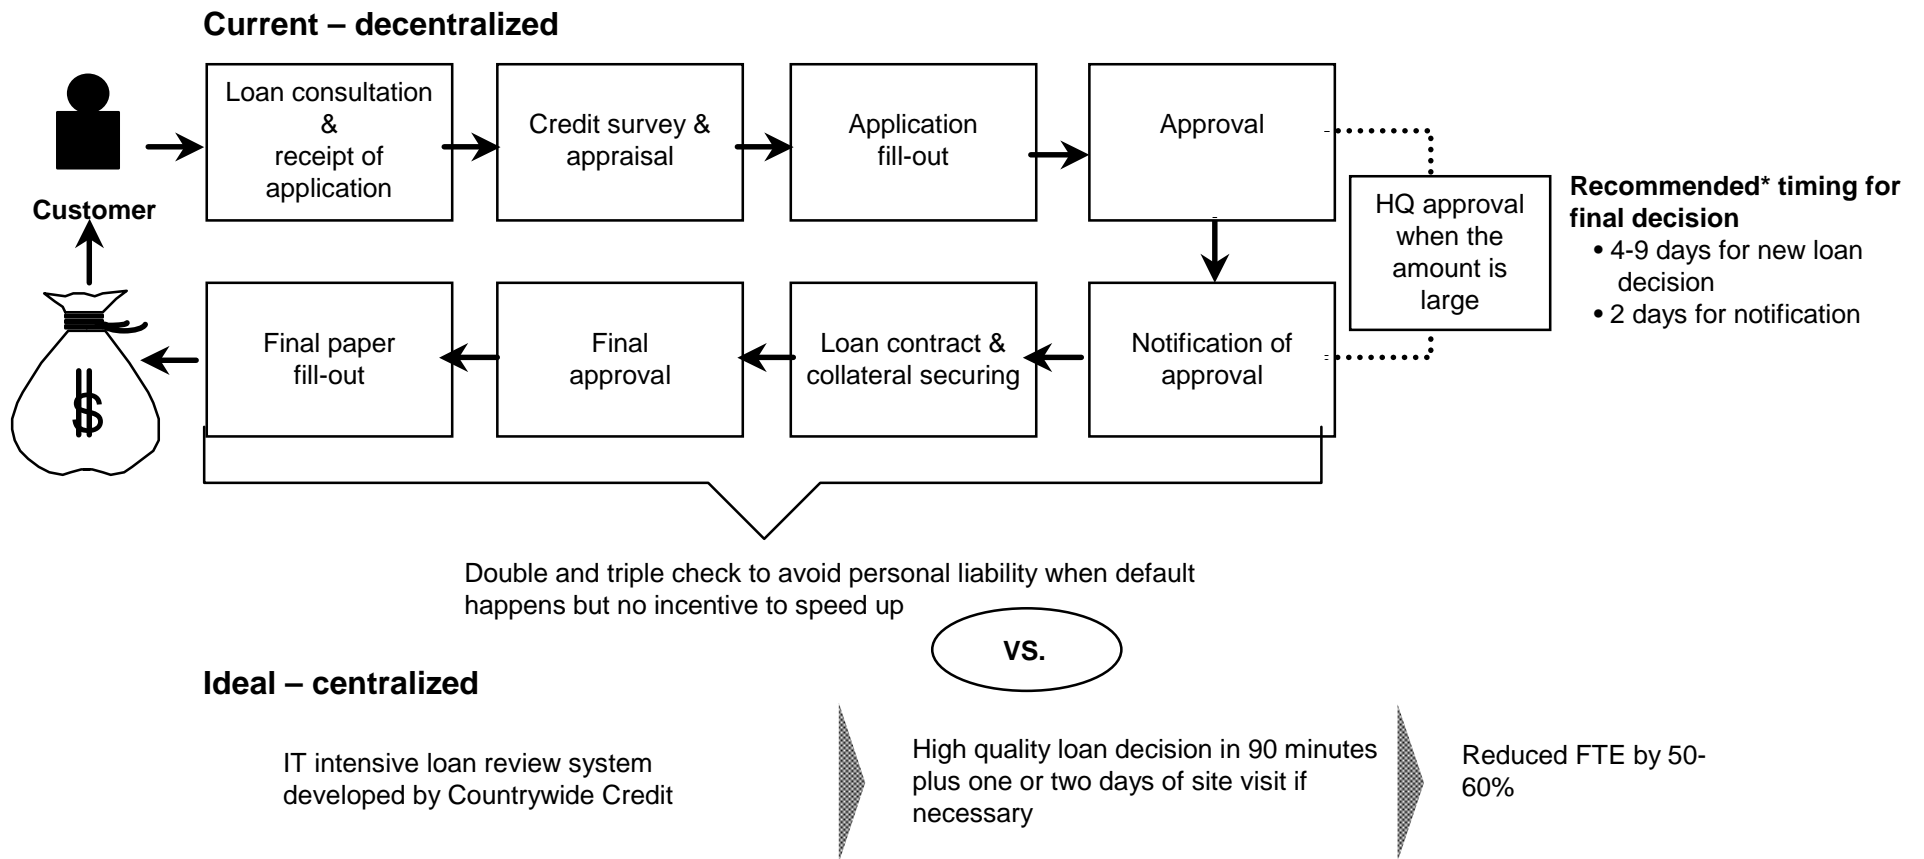 Current – decentralized
Loan consultation
&
receipt of
application
Credit survey &
appraisal
Application
fill-out
Approval
Customer
HQ approval
when the
amount is
large
Recommended* timing for
final decision
• 4-9 days for new loan
decision
• 2 days for notification
$
Final paper
fill-out
Final
approval
Loan contract &
collateral securing
Notification of
approval
Double and triple check to avoid personal liability when default
happens but no incentive to speed up
VS.
Ideal – centralized
IT intensive loan review system
developed by Countrywide Credit
High quality loan decision in 90 minutes
plus one or two days of site visit if
necessary
Reduced FTE by 50-
60%